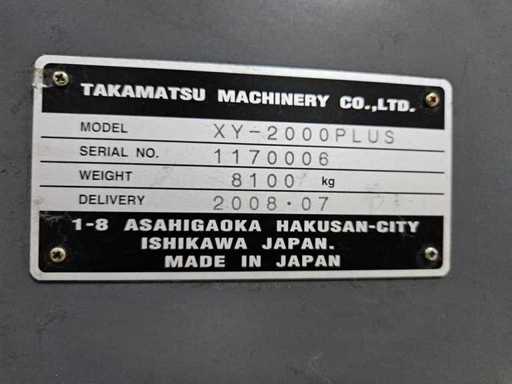 TAKAMATSU MACHINERY CO.,LTD.
MODEL XY-2000PLUS
SERIAL NO. 1170006
WEIGHT 8100 kg
DELIVERY 2008·07
1-8 ASAHIGAOKA HAKUSAN-CITY
ISHIKAWA JAPAN.
MADE IN JAPAN